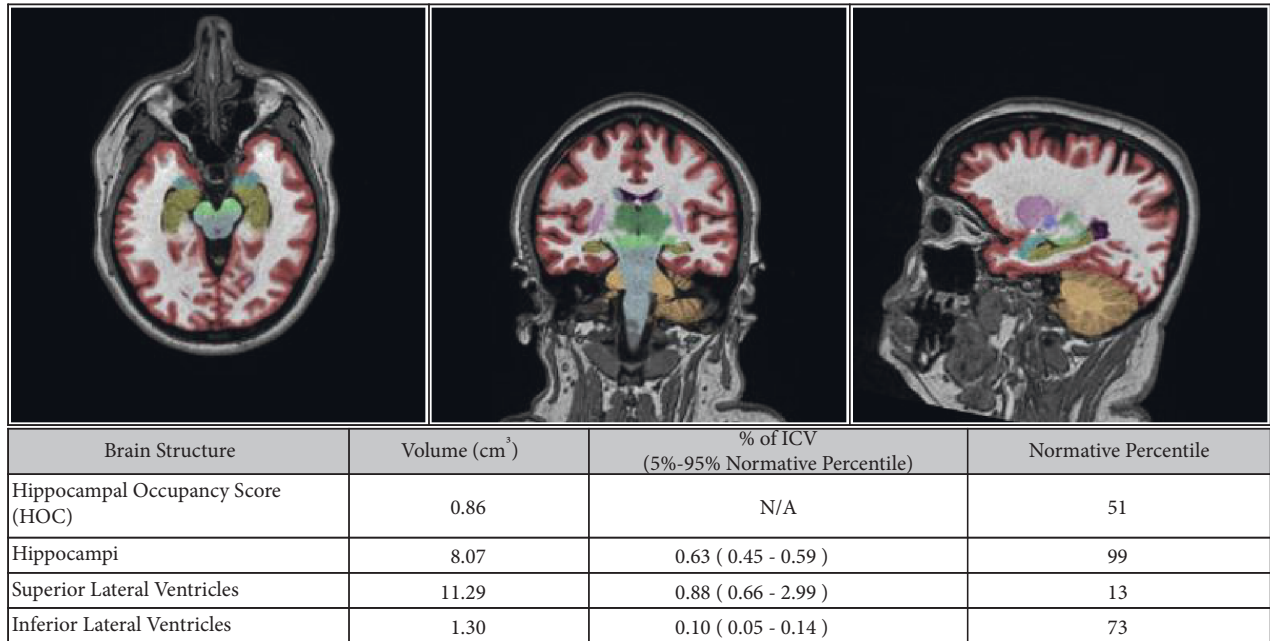 Brain Structure Volume (cm³) % of ICV (5%-95% Normative Percentile) Normative Percentile
Hippocampal Occupancy Score (HOC) 0.86 N/A 51
Hippocampi 8.07 0.63 ( 0.45 - 0.59 ) 99
Superior Lateral Ventricles 11.29 0.88 ( 0.66 - 2.99 ) 13
Inferior Lateral Ventricles 1.30 0.10 ( 0.05 - 0.14 ) 73